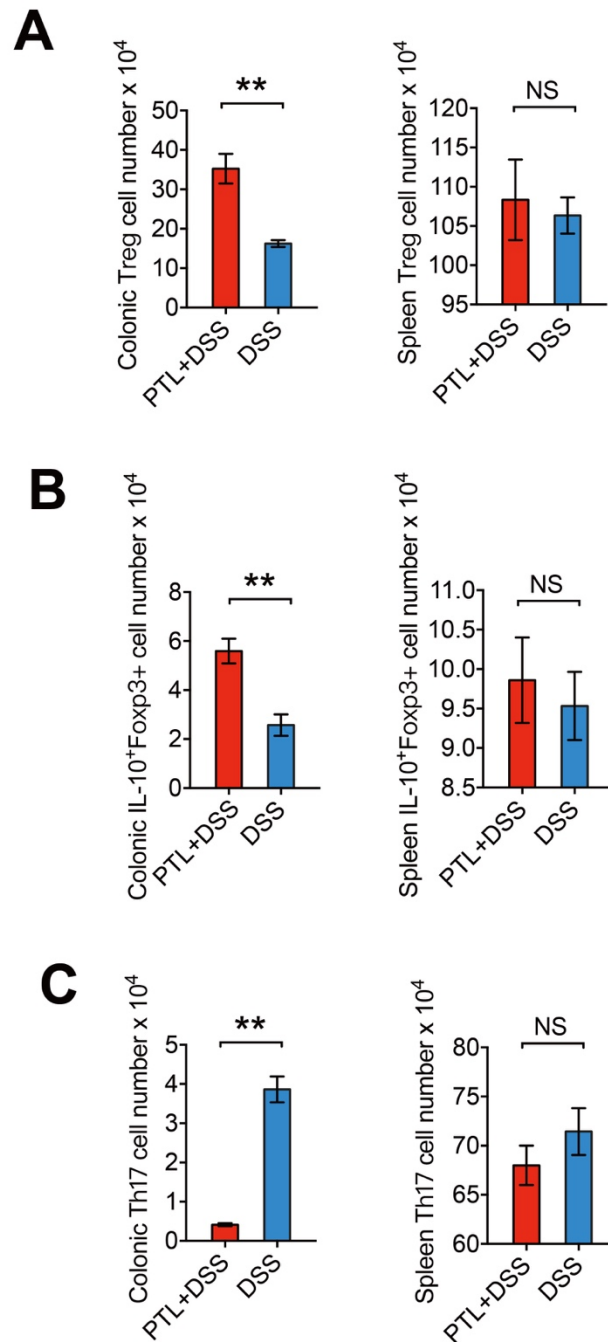 A
Colonic Treg cell number x 10⁴
**
50
40
30
20
10
0
PTL+DSS
DSS
Spleen Treg cell number x 10⁴
NS
120
115
110
105
100
95
PTL+DSS
DSS
B
Colonic IL-10⁺Foxp3+ cell number x 10⁴
**
8
6
4
2
0
PTL+DSS
DSS
Spleen IL-10⁺Foxp3+ cell number x 10⁴
NS
11.0
10.5
10.0
9.5
9.0
8.5
PTL+DSS
DSS
C
Colonic Th17 cell number x 10⁴
**
5
4
3
2
1
0
PTL+DSS
DSS
Spleen Th17 cell number x 10⁴
NS
80
75
70
65
60
PTL+DSS
DSS